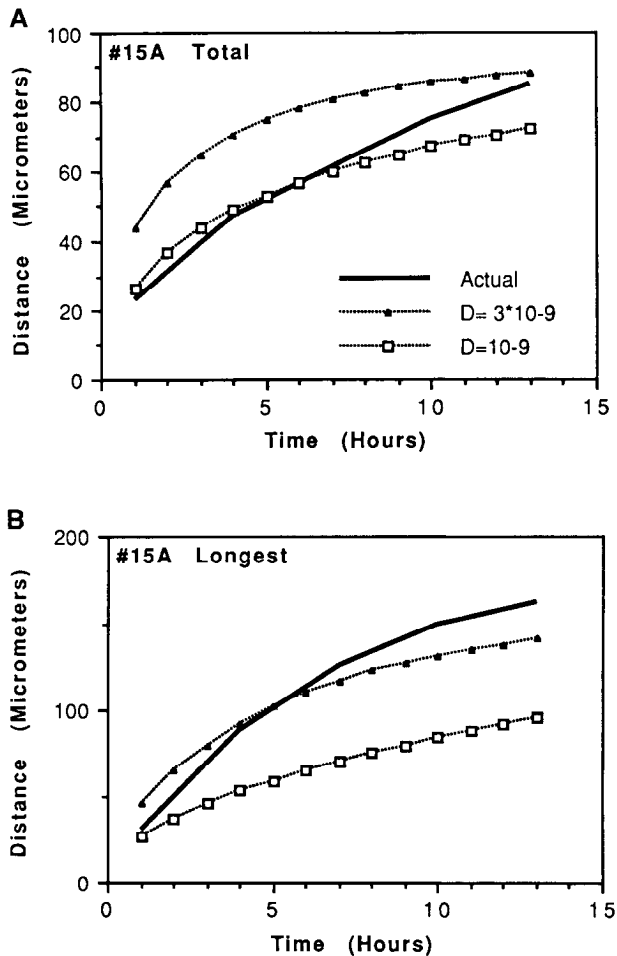 A
#15A Total
100
80
60
40
20
0
Distance (Micrometers)
Actual
D= 3*10-9
D=10-9
0 5 10 15
Time (Hours)
B
#15A Longest
200
100
0
Distance (Micrometers)
0 5 10 15
Time (Hours)